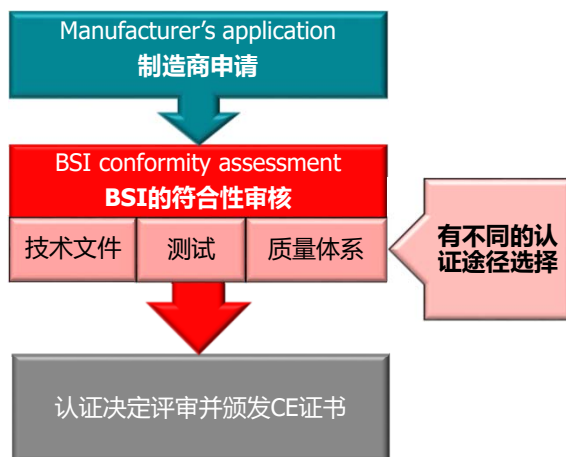 Manufacturer's application
制造商申请
BSI conformity assessment
BSI的符合性审核
技术文件
测试
质量体系
有不同的认
证途径选择
认证决定评审并颁发CE证书